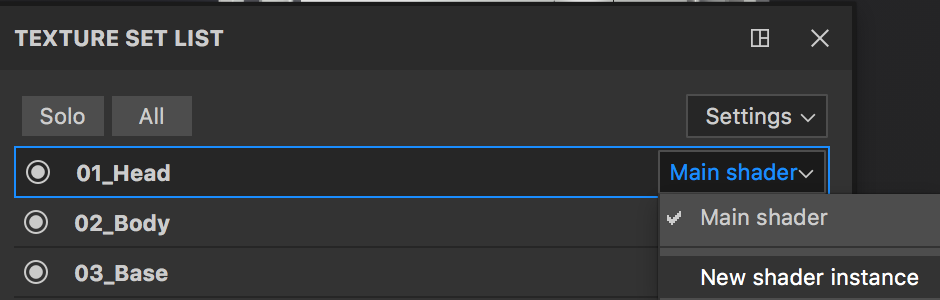 TEXTURE SET LIST
Solo All Settings
01_Head Main shader
02_Body Main shader
03_Base New shader instance